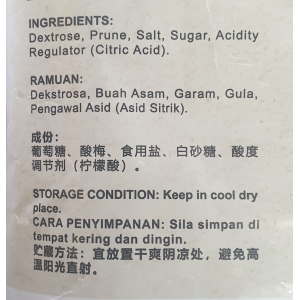 INGREDIENTS:
Dextrose, Prune, Salt, Sugar, Acidity
Regulator (Citric Acid).
RAMUAN:
Dekstrosa, Buah Asam, Garam, Gula,
Pengawal Asid (Asid Sitrik).
成份：
葡萄糖、酸梅、食用盐、白砂糖、酸度
调节剂（柠檬酸）.
STORAGE CONDITION: Keep in cool dry
place.
CARA PENYIMPANAN: Sila simpan di
tempat kering dan dingin.
贮藏方法：宜放置干爽阴凉处，避免高
温阳光直射。